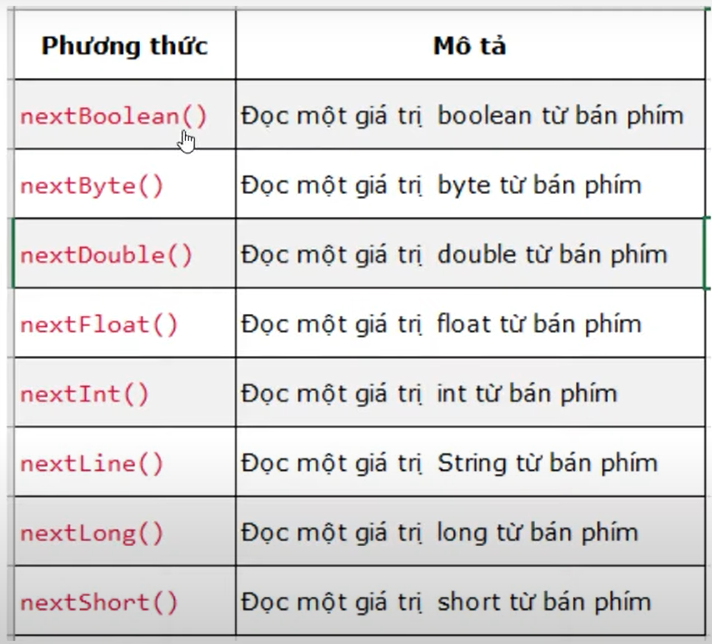 Phương thức Mô tả
nextBoolean() Đọc một giá trị boolean từ bán phím
nextByte() Đọc một giá trị byte từ bán phím
nextDouble() Đọc một giá trị double từ bán phím
nextFloat() Đọc một giá trị float từ bán phím
nextInt() Đọc một giá trị int từ bán phím
nextLine() Đọc một giá trị String từ bán phím
nextLong() Đọc một giá trị long từ bán phím
nextShort() Đọc một giá trị short từ bán phím